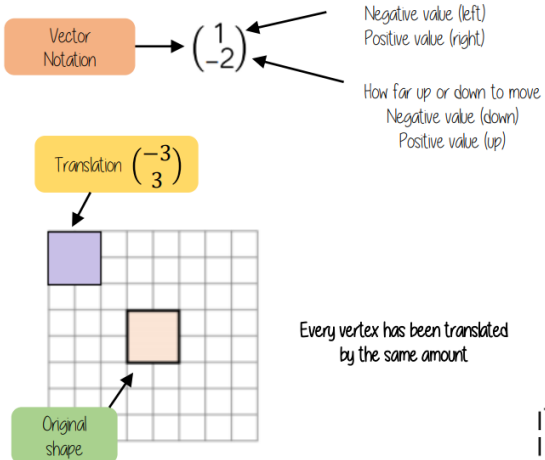 Negative value (left)
Positive value (right)
Vector
Notation
(1
-2)
How far up or down to move
Negative value (down)
Positive value (up)
Translation (-3
3)
Every vertex has been translated
by the same amount
Original
shape